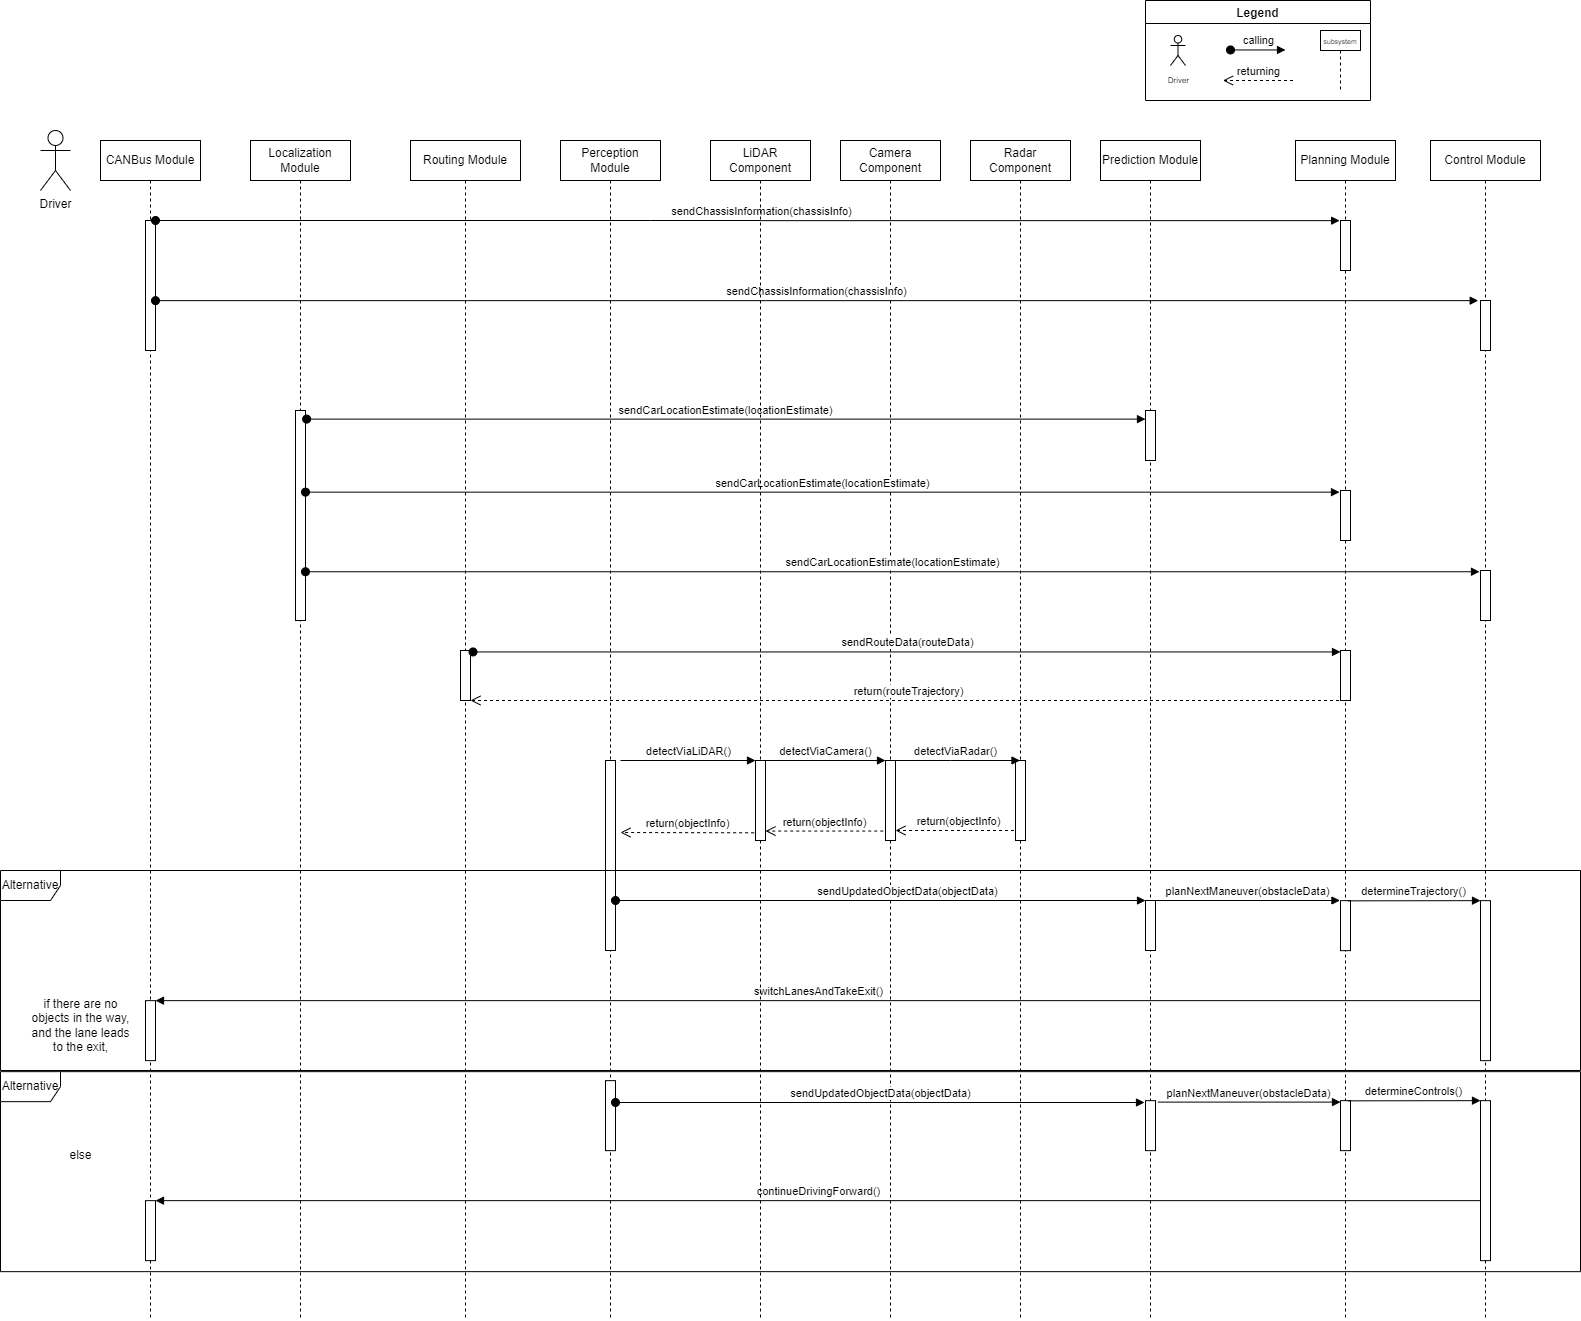 Legend
calling
subsystem
Driver
returning
Driver
CANBus Module
Localization
Module
Routing Module
Perception
Module
LiDAR
Component
Camera
Component
Radar
Component
Prediction Module
Planning Module
Control Module
sendChassisInformation(chassisInfo)
sendChassisInformation(chassisInfo)
sendCarLocationEstimate(locationEstimate)
sendCarLocationEstimate(locationEstimate)
sendCarLocationEstimate(locationEstimate)
sendRouteData(routeData)
return(routeTrajectory)
detectViaLiDAR()
detectViaCamera()
detectViaRadar()
return(objectInfo)
return(objectInfo)
return(objectInfo)
Alternative
sendUpdatedObjectData(objectData)
planNextManeuver(obstacleData)
determineTrajectory()
switchLanesAndTakeExit()
if there are no
objects in the way,
and the lane leads
to the exit,
Alternative
sendUpdatedObjectData(objectData)
planNextManeuver(obstacleData)
determineControls()
else
continueDrivingForward()